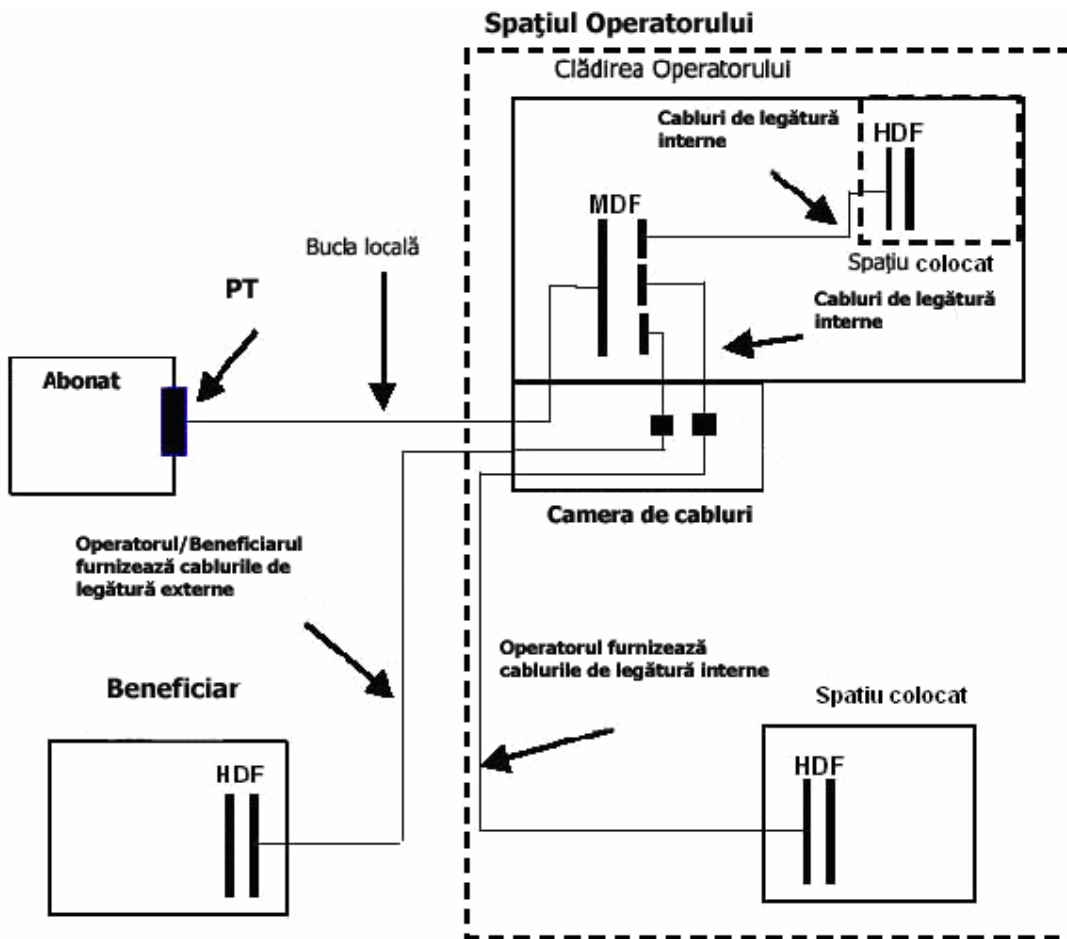 Spaţiul Operatorului
Clădirea Operatorului
Cabluri de legătură
interne
HDF
MDF
Bucla locală
Spaţiu colocat
PT
Cabluri de legătură
interne
Abonat
Camera de cabluri
Operatorul/Beneficiarul
furnizează cablurile de
legătură externe
Operatorul furnizează
cablurile de legătură interne
Beneficiar
Spatiu colocat
HDF
HDF